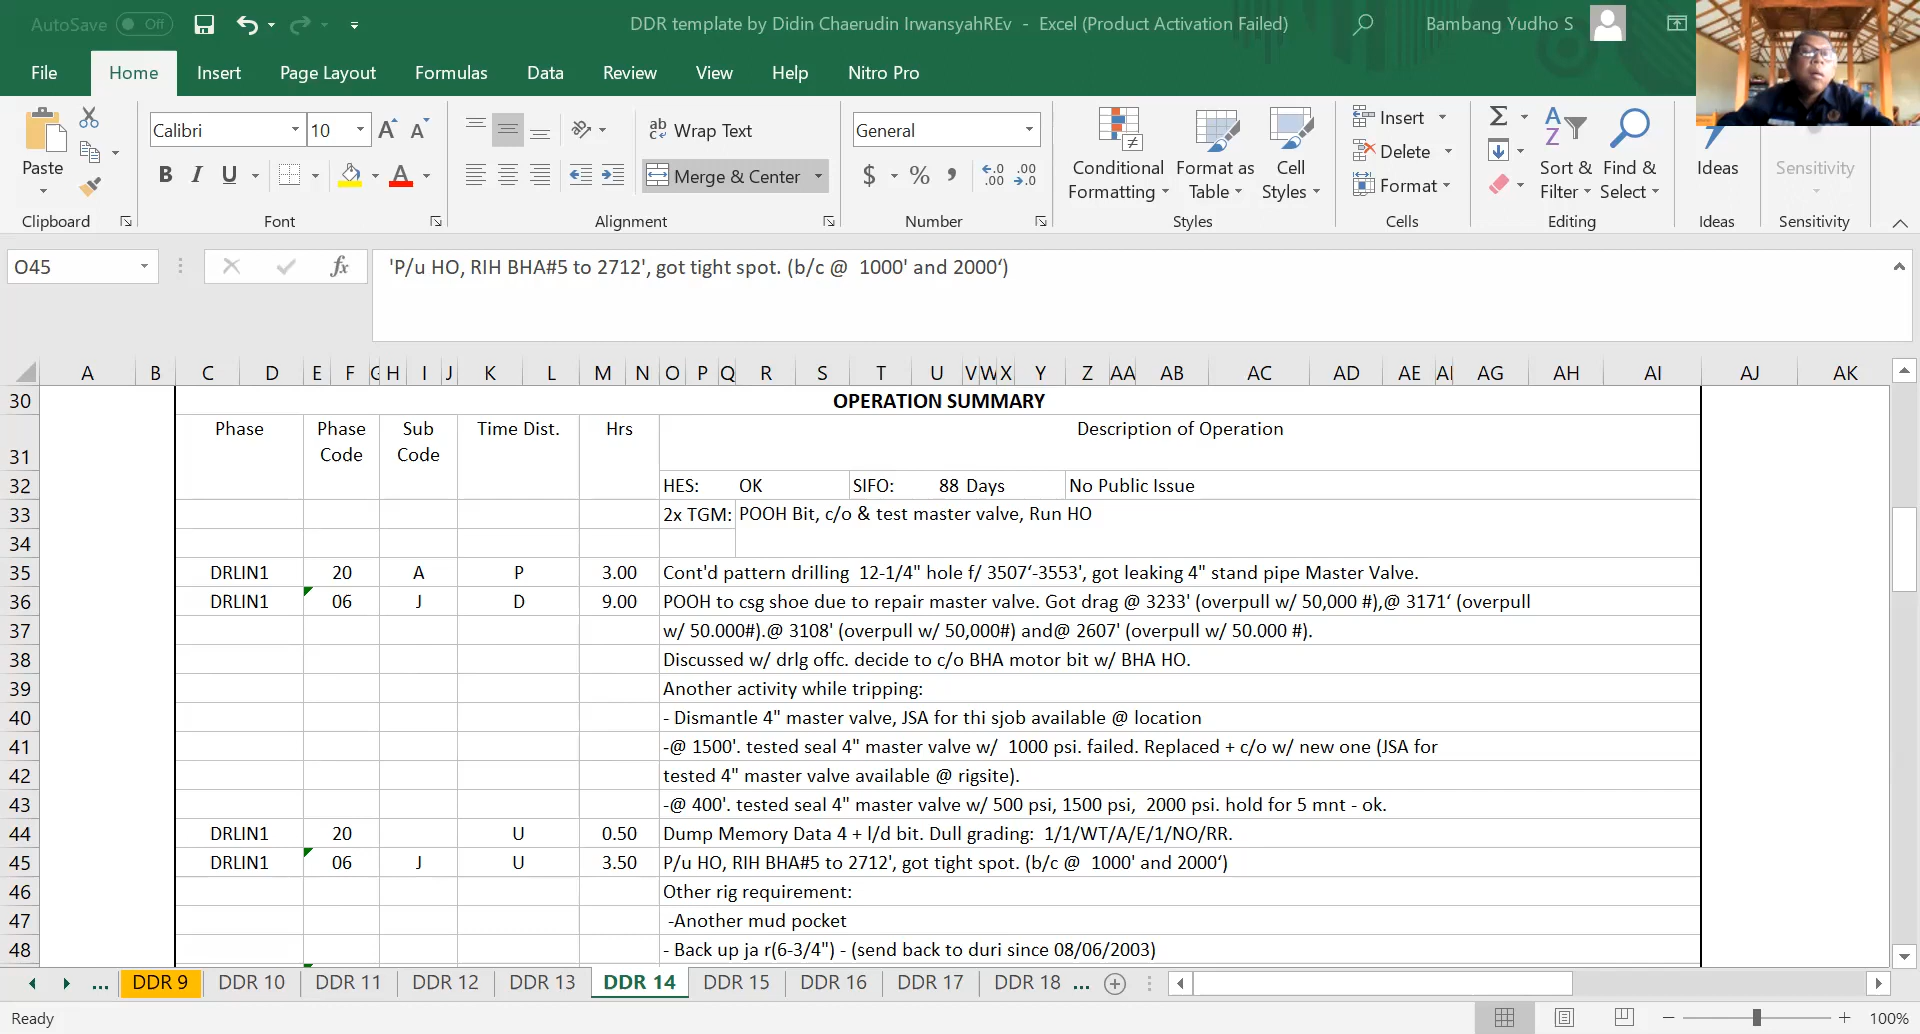 AutoSave Off DDR template by Didin Chaerudin IrwansyahREv - Excel (Product Activation Failed) Bambang Yudho S
File Home Insert Page Layout Formulas Data Review View Help Nitro Pro
Calibri 10 ab Wrap Text General Insert
Paste Conditional Format as Cell Delete Sort & Find & Ideas Sensitivity
B I U Merge & Center $ % Formatting Table Styles Format Filter Select
Clipboard Font Alignment Number Styles Cells Editing Ideas Sensitivity
O45 fx 'P/u HO, RIH BHA#5 to 2712', got tight spot. (b/c @  1000' and 2000‘)
A B C D E F G H I J K L M N O P Q R S T U V W X Y Z AA AB AC AD AE AG AH AI AJ AK
30 OPERATION SUMMARY
Phase Phase Sub Time Dist. Hrs Description of Operation
31 Code Code
32 HES: OK SIFO: 88 Days No Public Issue
33 2x TGM: POOH Bit, c/o & test master valve, Run HO
34
35 DRLIN1 20 A P 3.00 Cont'd pattern drilling  12-1/4" hole f/ 3507‘-3553', got leaking 4" stand pipe Master Valve.
36 DRLIN1 06 J D 9.00 POOH to csg shoe due to repair master valve. Got drag @ 3233' (overpull w/ 50,000 #),@ 3171‘ (overpull
37 w/ 50.000#).@ 3108' (overpull w/ 50,000#) and@ 2607' (overpull w/ 50.000 #).
38 Discussed w/ drlg offc. decide to c/o BHA motor bit w/ BHA HO.
39 Another activity while tripping:
40 - Dismantle 4" master valve, JSA for thi sjob available @ location
41 -@ 1500'. tested seal 4" master valve w/  1000 psi. failed. Replaced + c/o w/ new one (JSA for
42 tested 4" master valve available @ rigsite).
43 -@ 400'. tested seal 4" master valve w/ 500 psi, 1500 psi,  2000 psi. hold for 5 mnt - ok.
44 DRLIN1 20 U 0.50 Dump Memory Data 4 + l/d bit. Dull grading:  1/1/WT/A/E/1/NO/RR.
45 DRLIN1 06 J U 3.50 P/u HO, RIH BHA#5 to 2712', got tight spot. (b/c @  1000' and 2000‘)
46 Other rig requirement:
47 -Another mud pocket
48 - Back up ja r(6-3/4") - (send back to duri since 08/06/2003)
... DDR 9 DDR 10 DDR 11 DDR 12 DDR 13 DDR 14 DDR 15 DDR 16 DDR 17 DDR 18 ...
Ready 100%